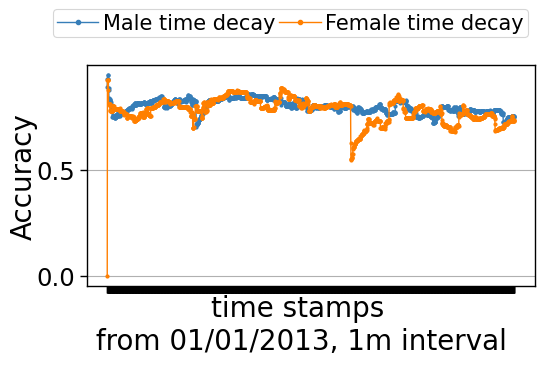 Male time decay Female time decay
Accuracy
0.5
0.0
time stamps
from 01/01/2013, 1m interval